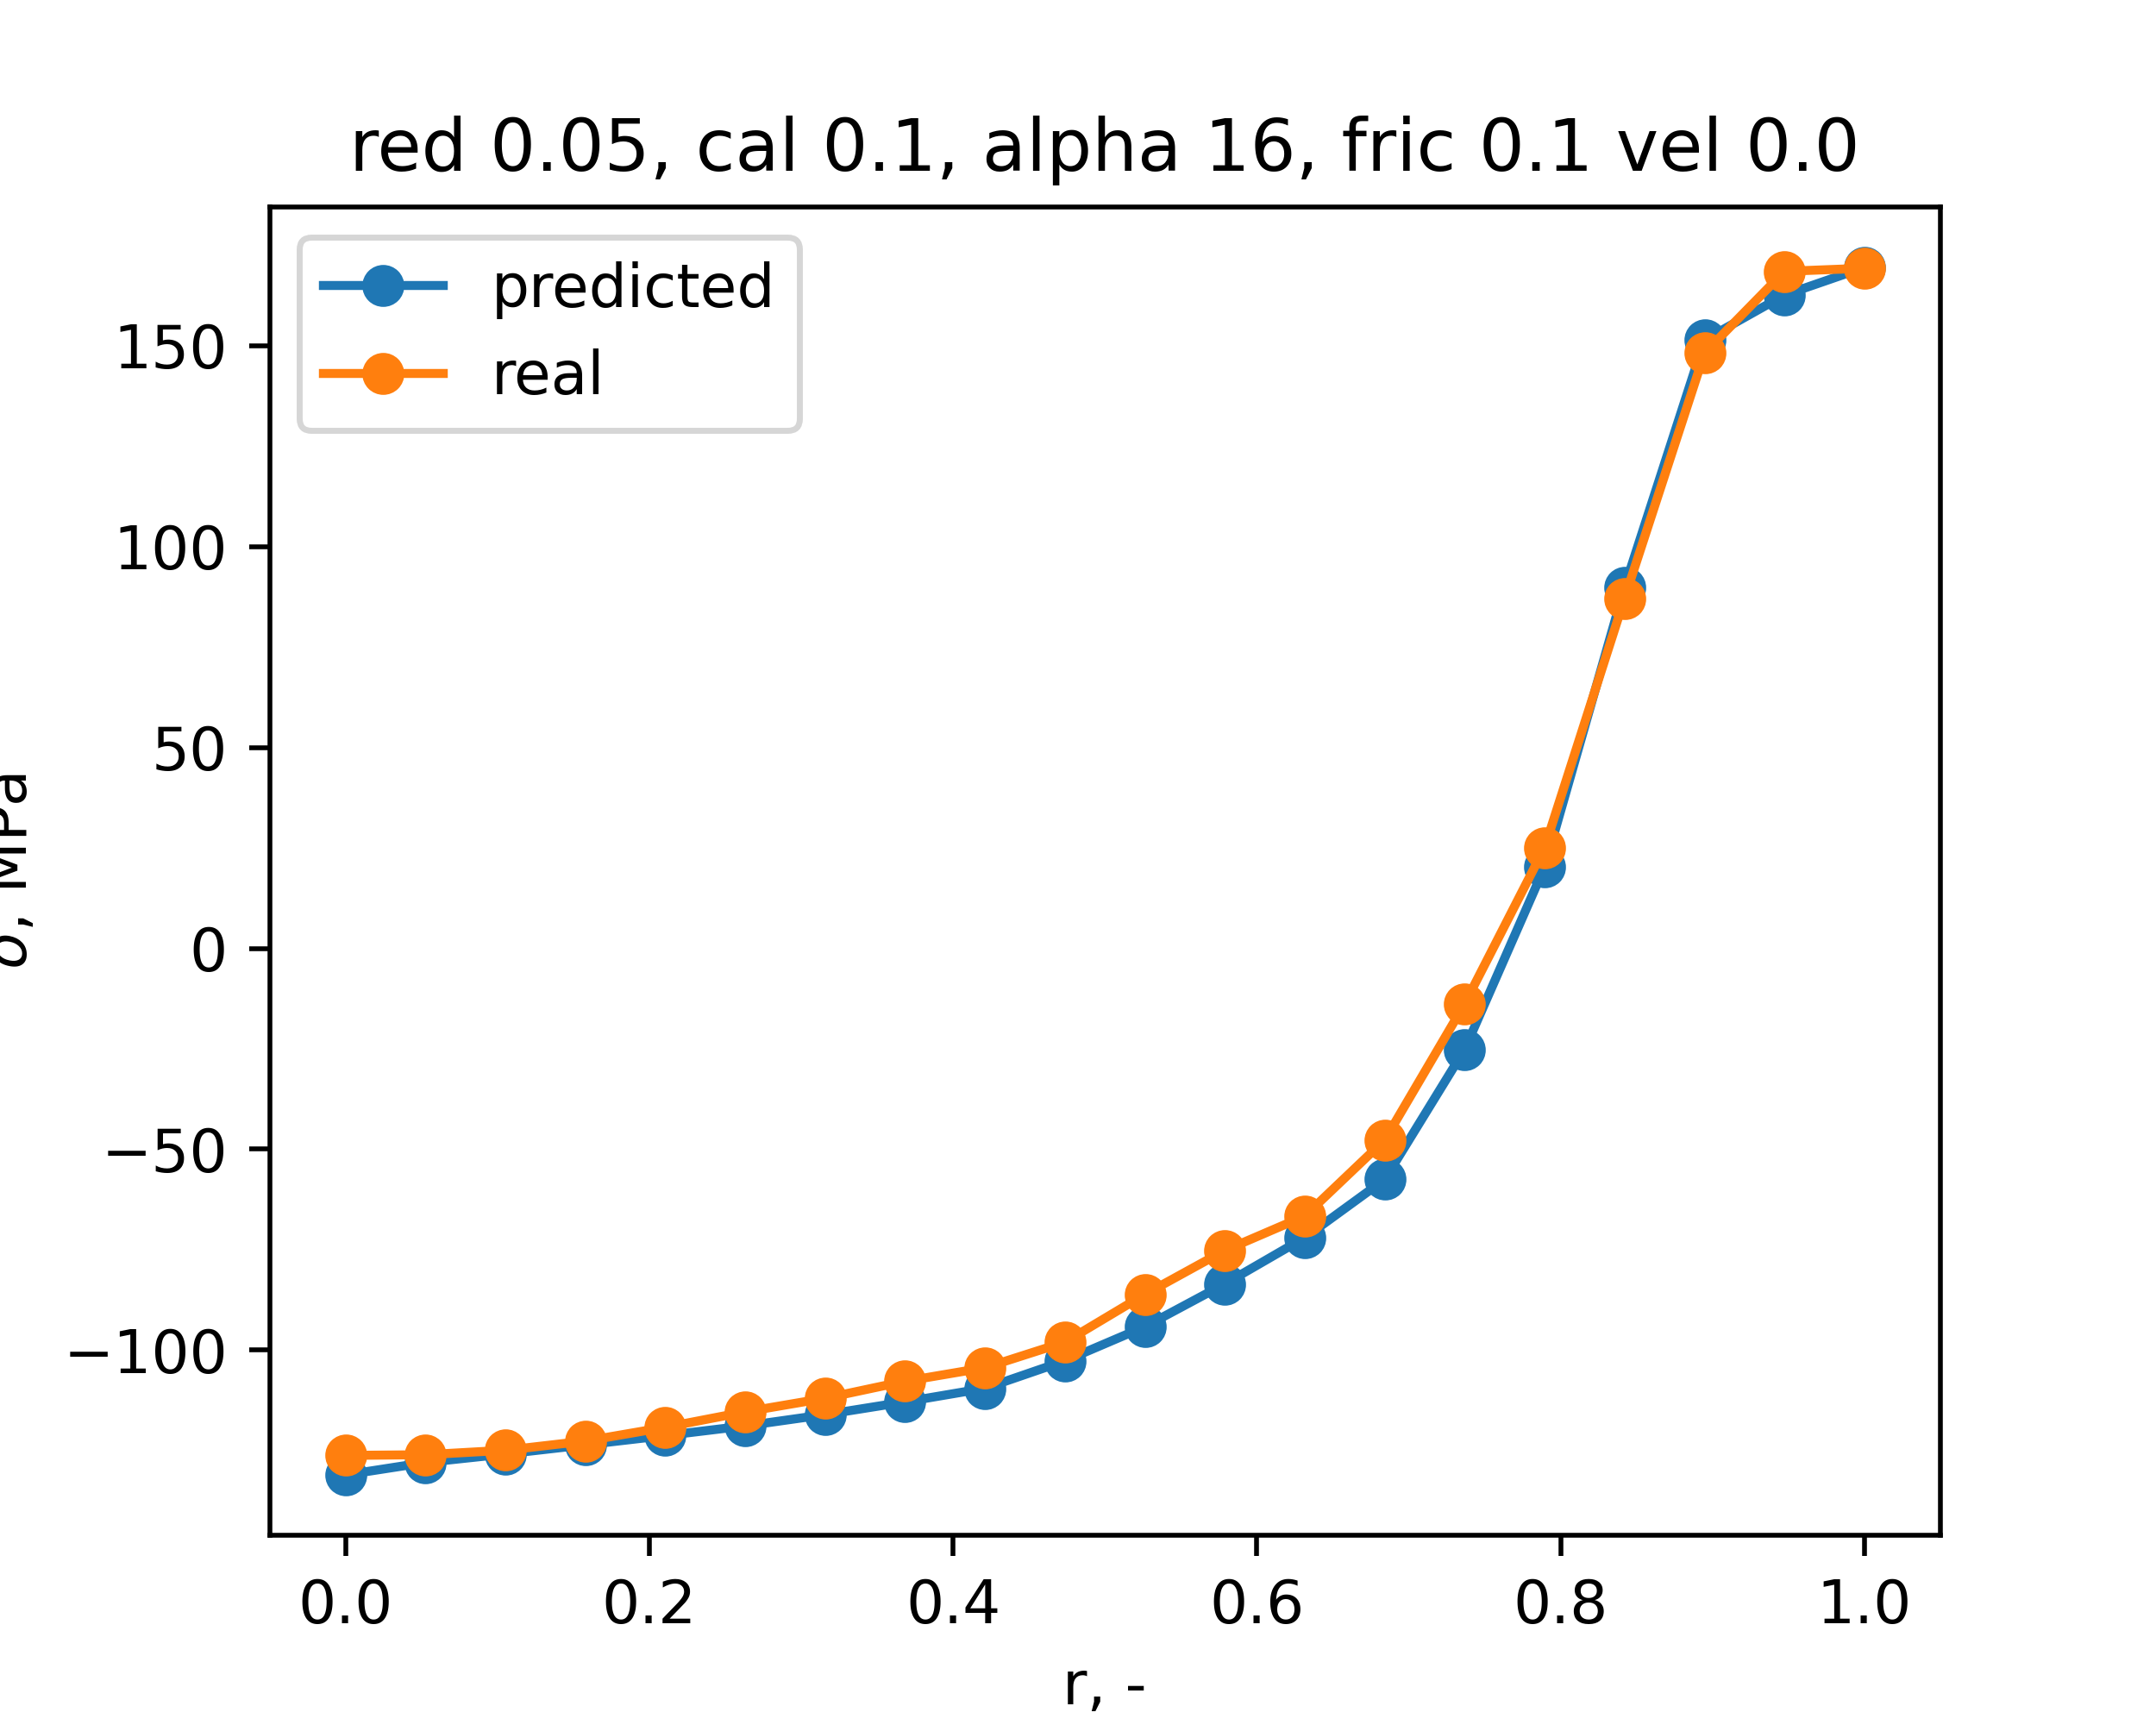 red 0.05, cal 0.1, alpha 16, fric 0.1 vel 0.0
predicted
real
150
100
50
0
−50
−100
σ, MPa
0.0 0.2 0.4 0.6 0.8 1.0
r, -